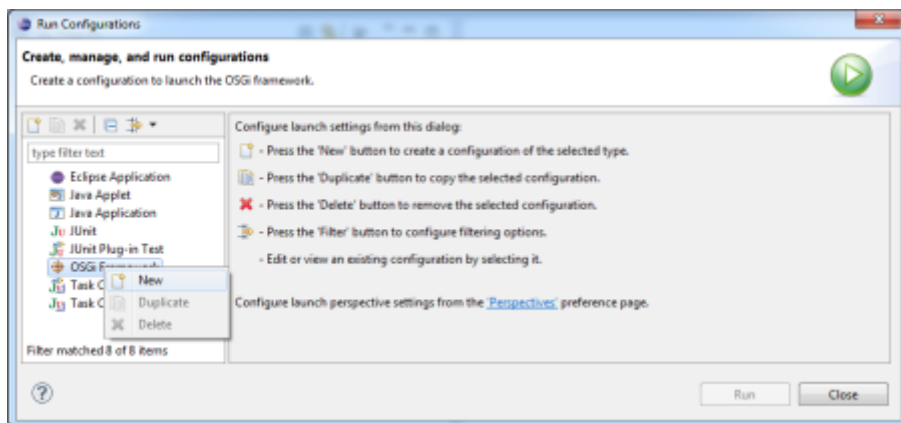 Run Configurations
Create, manage, and run configurations
Create a configuration to launch the OSGi framework.
type filter text
Eclipse Application
Java Applet
Java Application
Ju JUnit
JUnit Plug-in Test
OSGi Framework
Task C
Task C
New
Duplicate
Delete
Filter matched 8 of 8 items
Configure launch settings from this dialog:
- Press the 'New' button to create a configuration of the selected type.
- Press the 'Duplicate' button to copy the selected configuration.
- Press the 'Delete' button to remove the selected configuration.
- Press the 'Filter' button to configure filtering options.
- Edit or view an existing configuration by selecting it.
Configure launch perspective settings from the 'Perspectives' preference page.
?
Run
Close